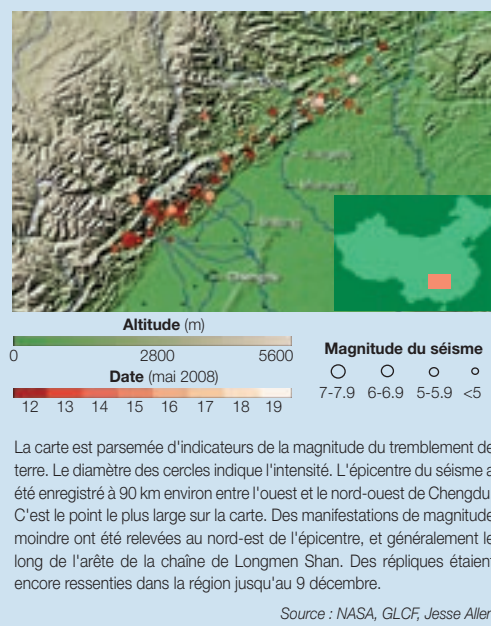 Chengdu
Altitude (m)
0 2800 5600
Date (mai 2008)
12 13 14 15 16 17 18 19
Magnitude du séisme
7-7.9 6-6.9 5-5.9 <5
La carte est parsemée d'indicateurs de la magnitude du tremblement de
terre. Le diamètre des cercles indique l'intensité. L'épicentre du séisme a
été enregistré à 90 km environ entre l'ouest et le nord-ouest de Chengdu.
C'est le point le plus large sur la carte. Des manifestations de magnitude
moindre ont été relevées au nord-est de l'épicentre, et généralement le
long de l'arête de la chaîne de Longmen Shan. Des répliques étaient
encore ressenties dans la région jusqu'au 9 décembre.
Source : NASA, GLCF, Jesse Allen